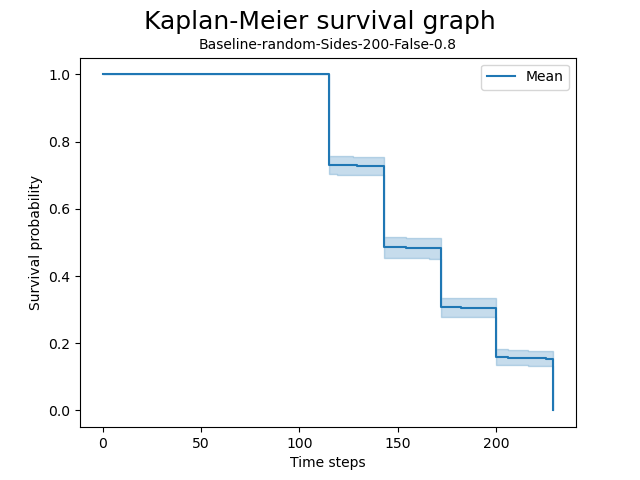 Kaplan-Meier survival graph
Baseline-random-Sides-200-False-0.8
Mean
1.0
0.8
0.6
0.4
0.2
0.0
Survival probability
0 50 100 150 200
Time steps